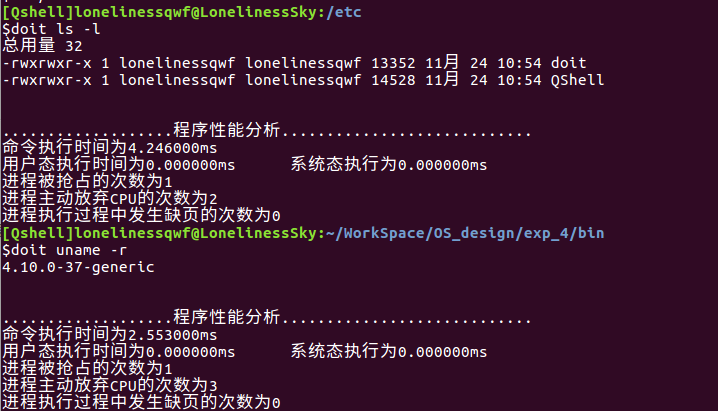 [Qshell]lonelinessqwf@LonelinessSky:/etc
$doit ls -l
总用量 32
-rwxrwxr-x 1 lonelinessqwf lonelinessqwf 13352 11月 24 10:54 doit
-rwxrwxr-x 1 lonelinessqwf lonelinessqwf 14528 11月 24 10:54 QShell
...................程序性能分析............................
命令执行时间为4.246000ms
用户态执行时间为0.000000ms 系统态执行为0.000000ms
进程被抢占的次数为1
进程主动放弃CPU的次数为2
进程执行过程中发生缺页的次数为0
[Qshell]lonelinessqwf@LonelinessSky:~/WorkSpace/OS_design/exp_4/bin
$doit uname -r
4.10.0-37-generic
...................程序性能分析............................
命令执行时间为2.553000ms
用户态执行时间为0.000000ms 系统态执行为0.000000ms
进程被抢占的次数为1
进程主动放弃CPU的次数为3
进程执行过程中发生缺页的次数为0